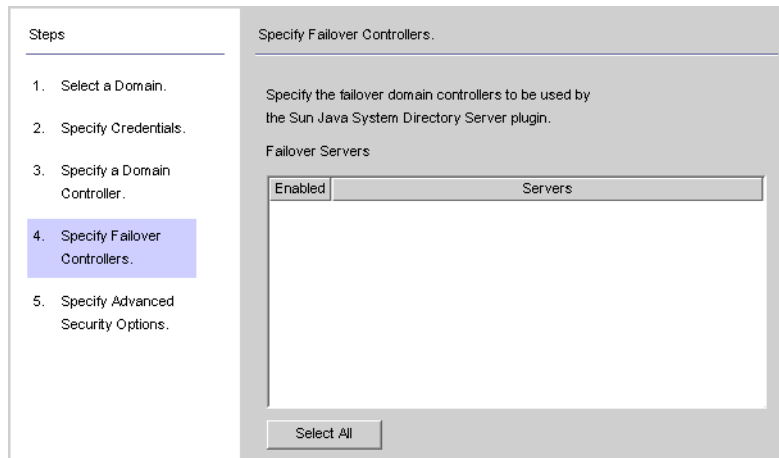 Steps
1. Select a Domain.
2. Specify Credentials.
3. Specify a Domain
Controller.
4. Specify Failover
Controllers.
5. Specify Advanced
Security Options.
Specify Failover Controllers.
Specify the failover domain controllers to be used by
the Sun Java System Directory Server plugin.
Failover Servers
Enabled Servers
Select All